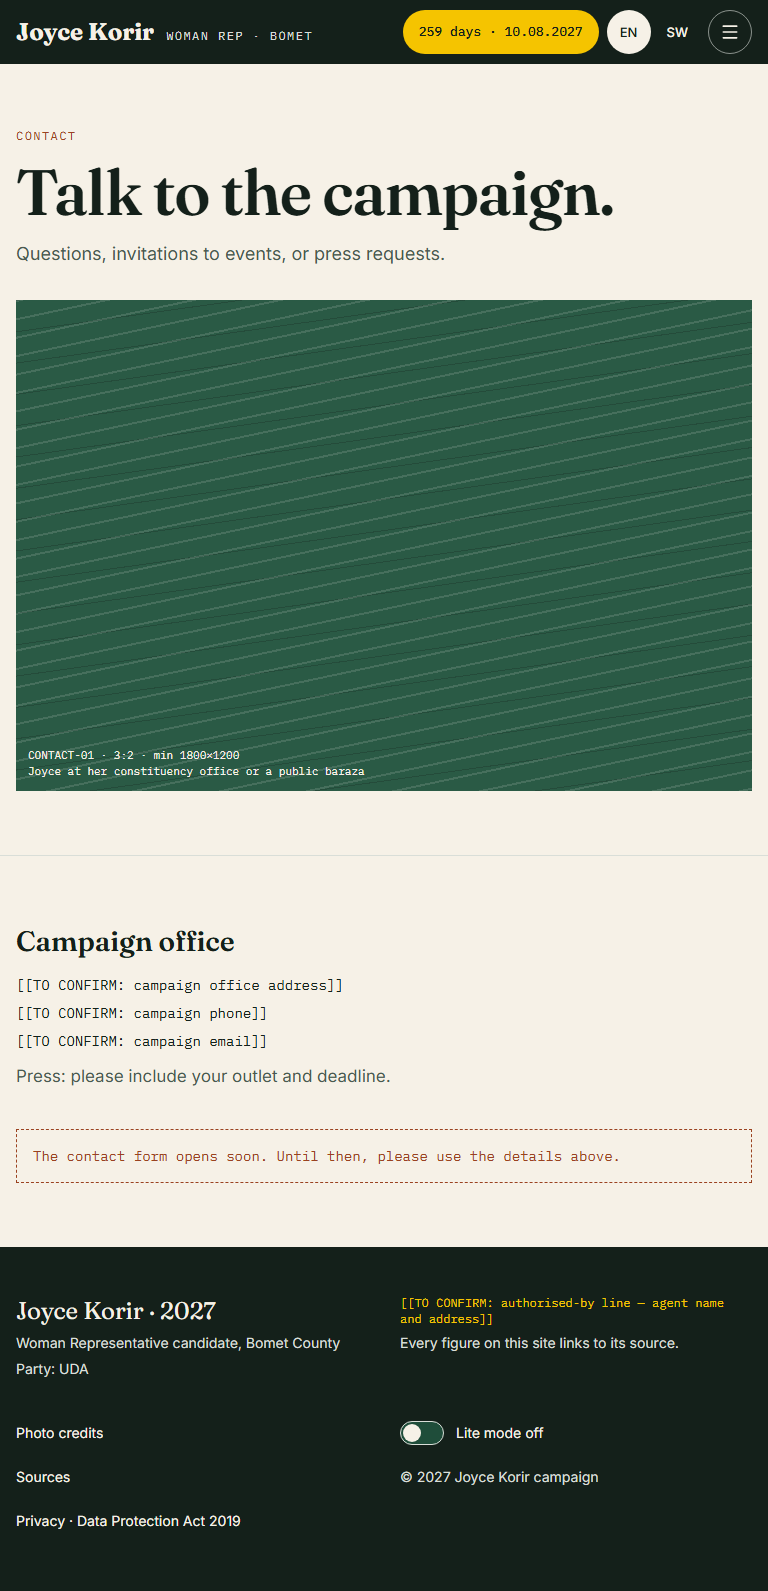 Joyce Korir WOMAN REP · BOMET
259 days · 10.08.2027
EN
SW
CONTACT
Talk to the campaign.
Questions, invitations to events, or press requests.
CONTACT-01 · 3:2 · min 1800×1200
Joyce at her constituency office or a public baraza
Campaign office
[[TO CONFIRM: campaign office address]]
[[TO CONFIRM: campaign phone]]
[[TO CONFIRM: campaign email]]
Press: please include your outlet and deadline.
The contact form opens soon. Until then, please use the details above.
Joyce Korir · 2027
Woman Representative candidate, Bomet County
Party: UDA
[[TO CONFIRM: authorised-by line — agent name
and address]]
Every figure on this site links to its source.
Photo credits
Sources
Privacy · Data Protection Act 2019
Lite mode off
© 2027 Joyce Korir campaign